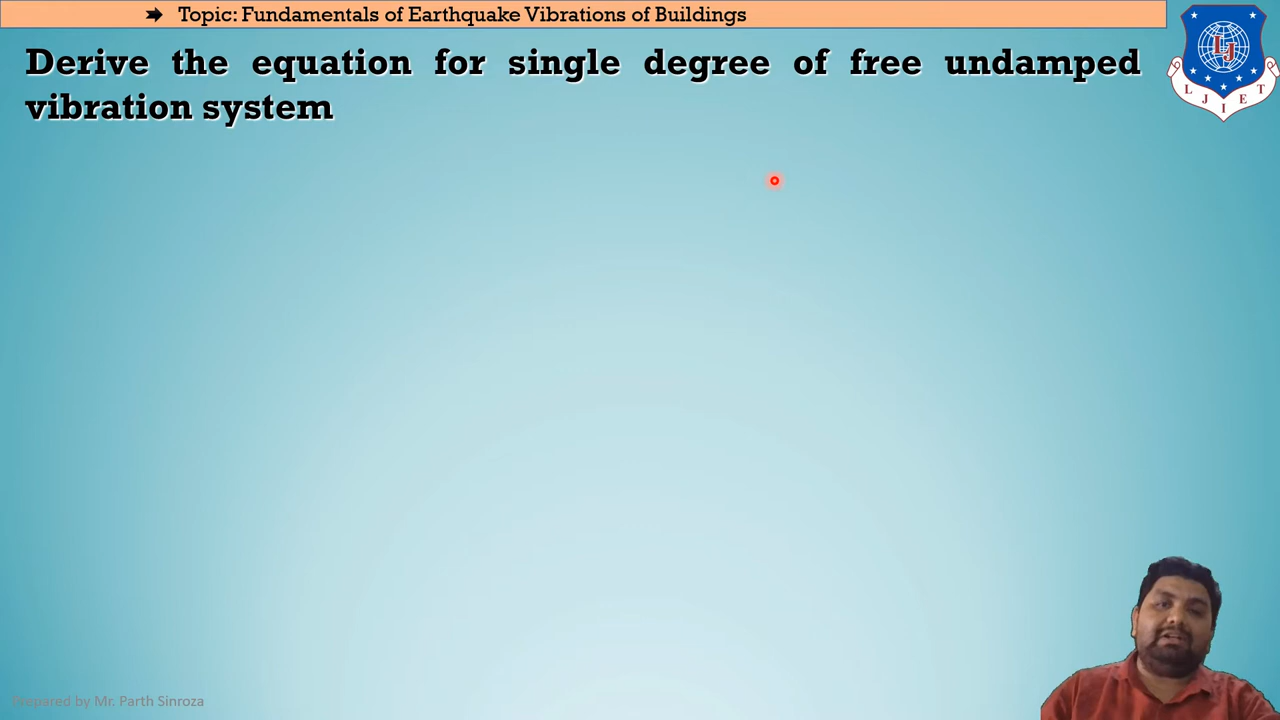 Topic: Fundamentals of Earthquake Vibrations of Buildings
Derive the equation for single degree of free undamped
vibration system
LJ
L J I E T
Prepared by Mr. Parth Sinroza